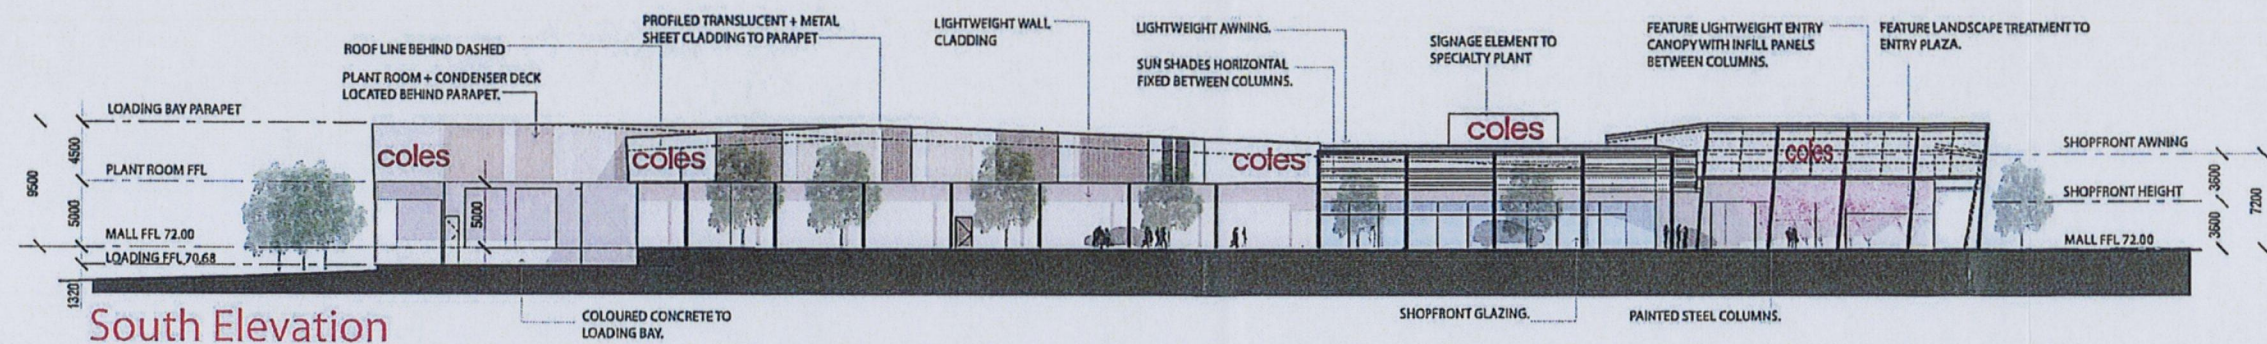 PROFILED TRANSLUCENT + METAL
SHEET CLADDING TO PARAPET
LIGHTWEIGHT WALL
CLADDING
LIGHTWEIGHT AWNING.
FEATURE LIGHTWEIGHT ENTRY
CANOPY WITH INFILL PANELS
BETWEEN COLUMNS.
FEATURE LANDSCAPE TREATMENT TO
ENTRY PLAZA.
ROOF LINE BEHIND DASHED
SIGNAGE ELEMENT TO
SPECIALTY PLANT
PLANT ROOM + CONDENSER DECK
LOCATED BEHIND PARAPET.
SUN SHADES HORIZONTAL
FIXED BETWEEN COLUMNS.
LOADING BAY PARAPET
4500
9500
PLANT ROOM FFL
5000
MALL FFL 72.00
LOADING FFL 70.68
1320
coles
5000
coles
coles
coles
coles
SHOPFRONT AWNING
3600
SHOPFRONT HEIGHT
7200
3600
MALL FFL 72.00
COLOURED CONCRETE TO
LOADING BAY.
SHOPFRONT GLAZING.
PAINTED STEEL COLUMNS.
South Elevation